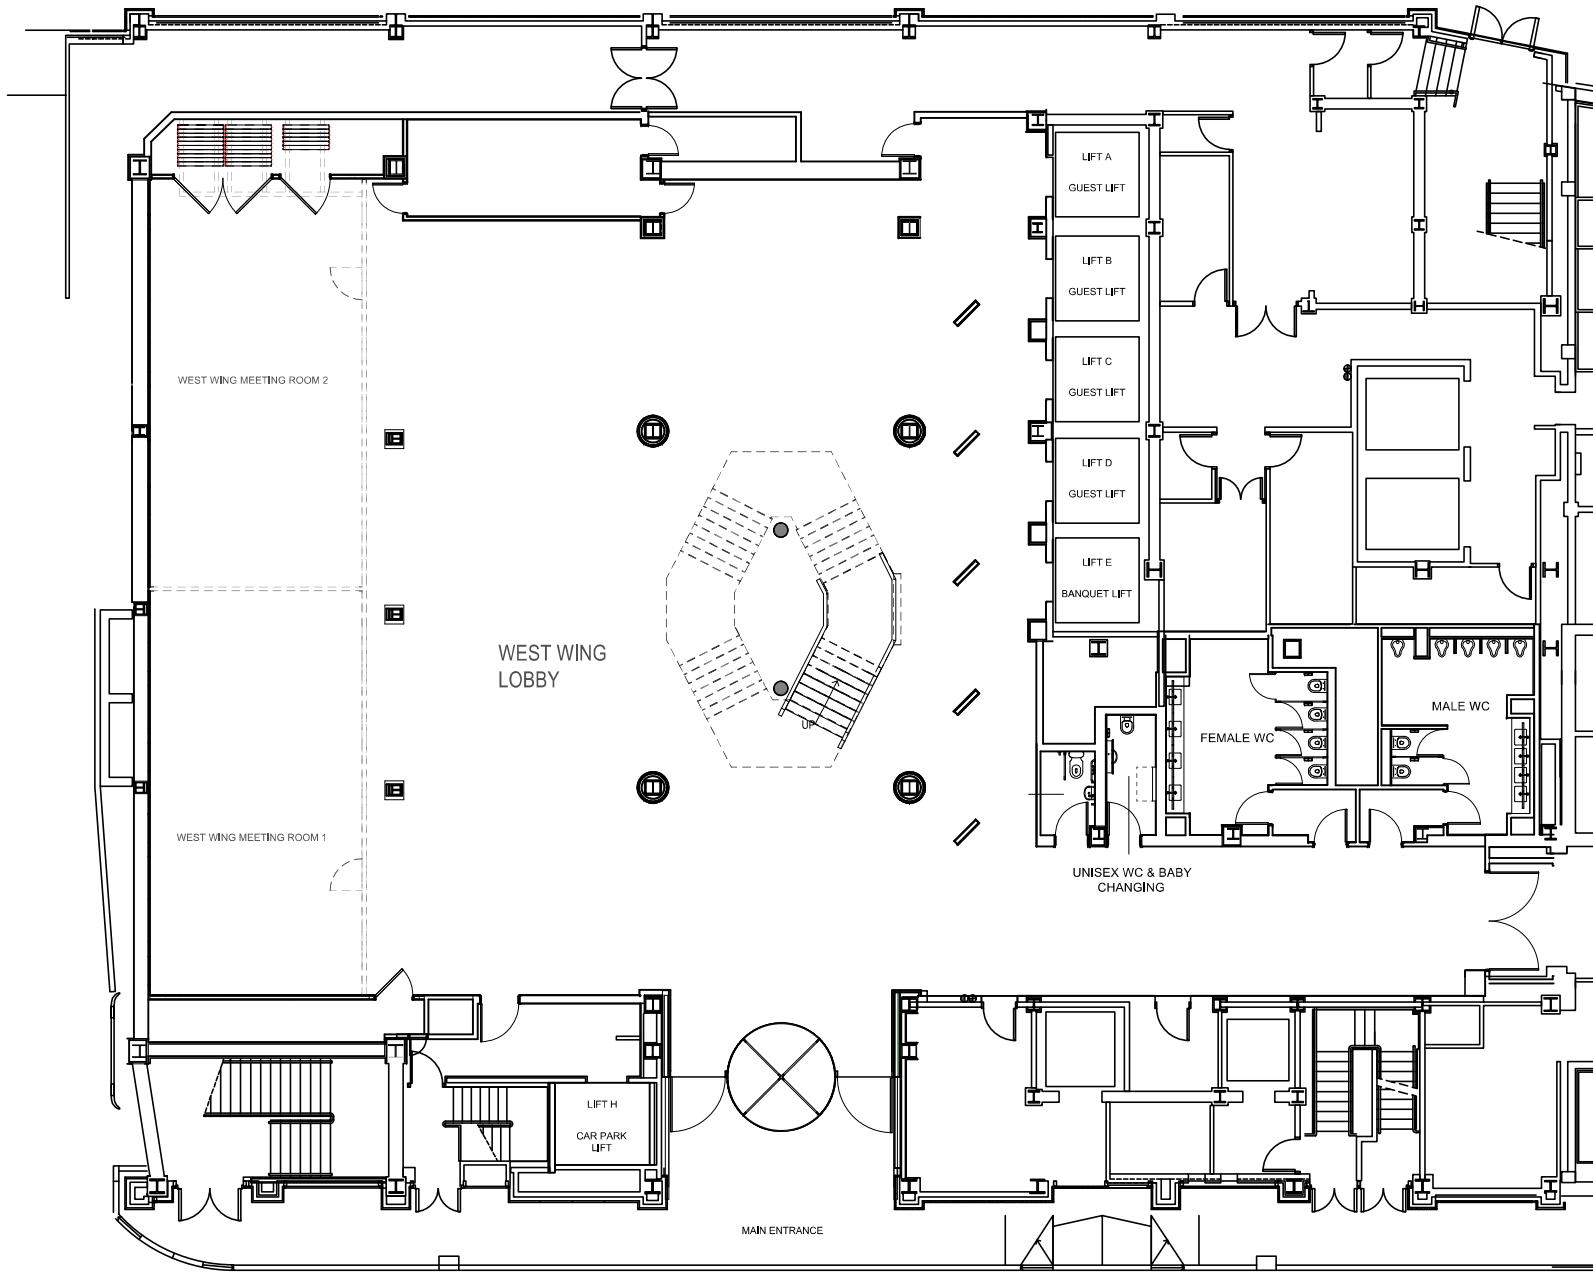 LIFT A
GUEST LIFT
LIFT B
GUEST LIFT
LIFT C
GUEST LIFT
WEST WING MEETING ROOM 2
LIFT D
GUEST LIFT
LIFT E
BANQUET LIFT
WEST WING
LOBBY
UP
MALE WC
FEMALE WC
WEST WING MEETING ROOM 1
UNISEX WC & BABY
CHANGING
LIFT H
CAR PARK
LIFT
MAIN ENTRANCE